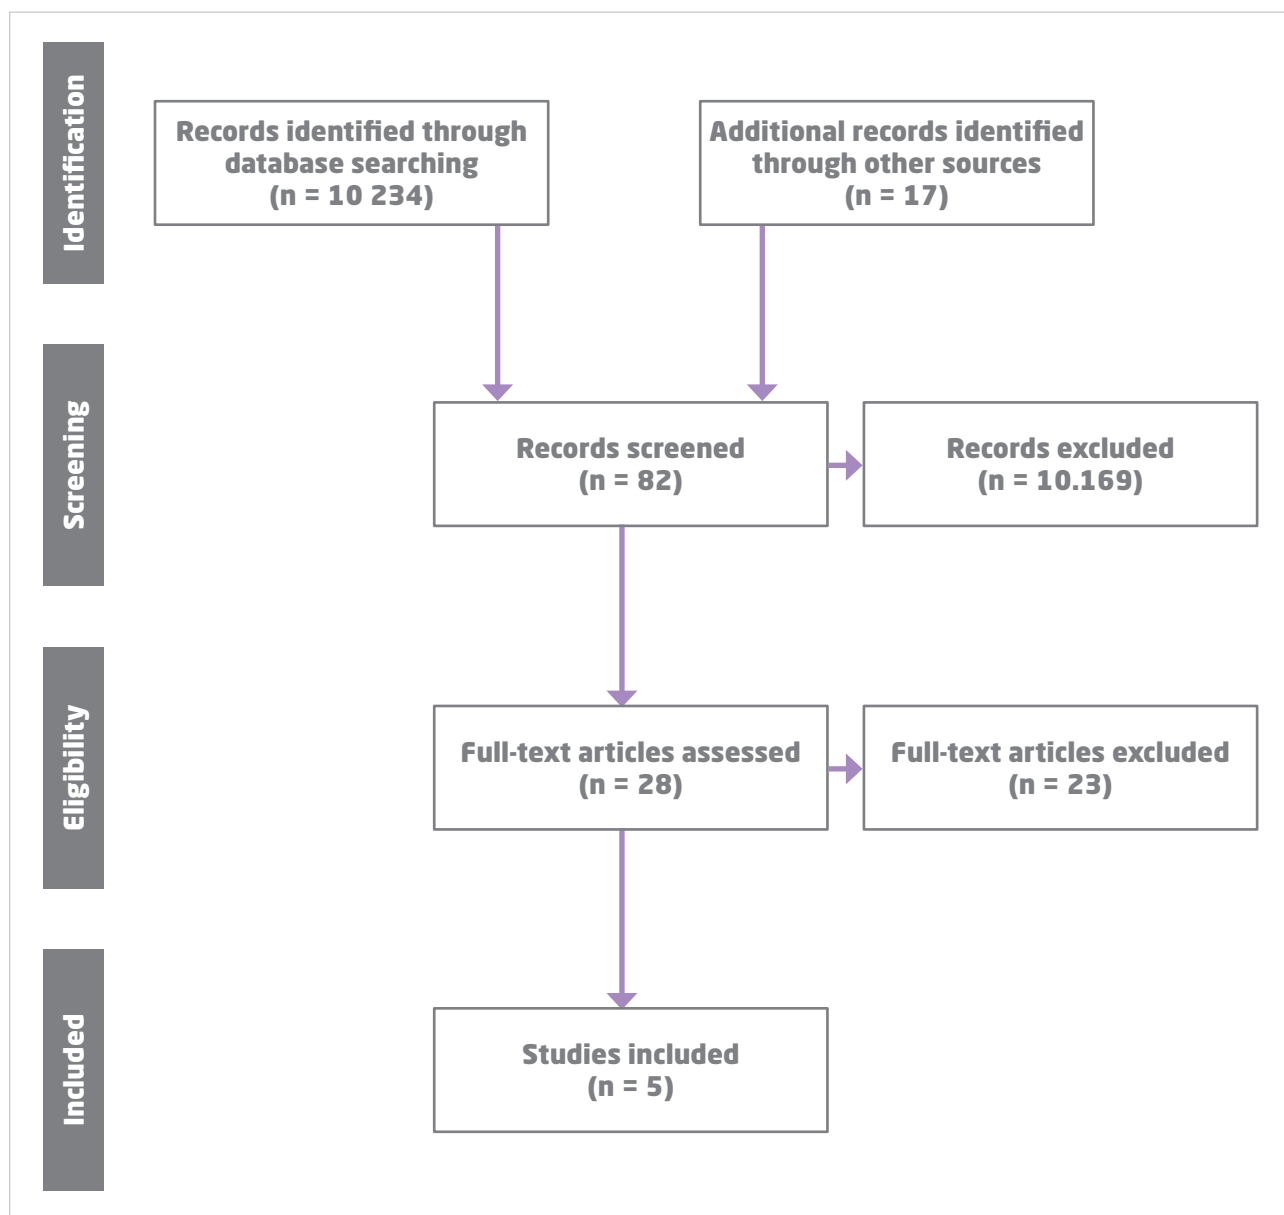 Identification
Records identified through
database searching
(n = 10 234)
Additional records identified
through other sources
(n = 17)
Screening
Records screened
(n = 82)
Records excluded
(n = 10.169)
Eligibility
Full-text articles assessed
(n = 28)
Full-text articles excluded
(n = 23)
Included
Studies included
(n = 5)